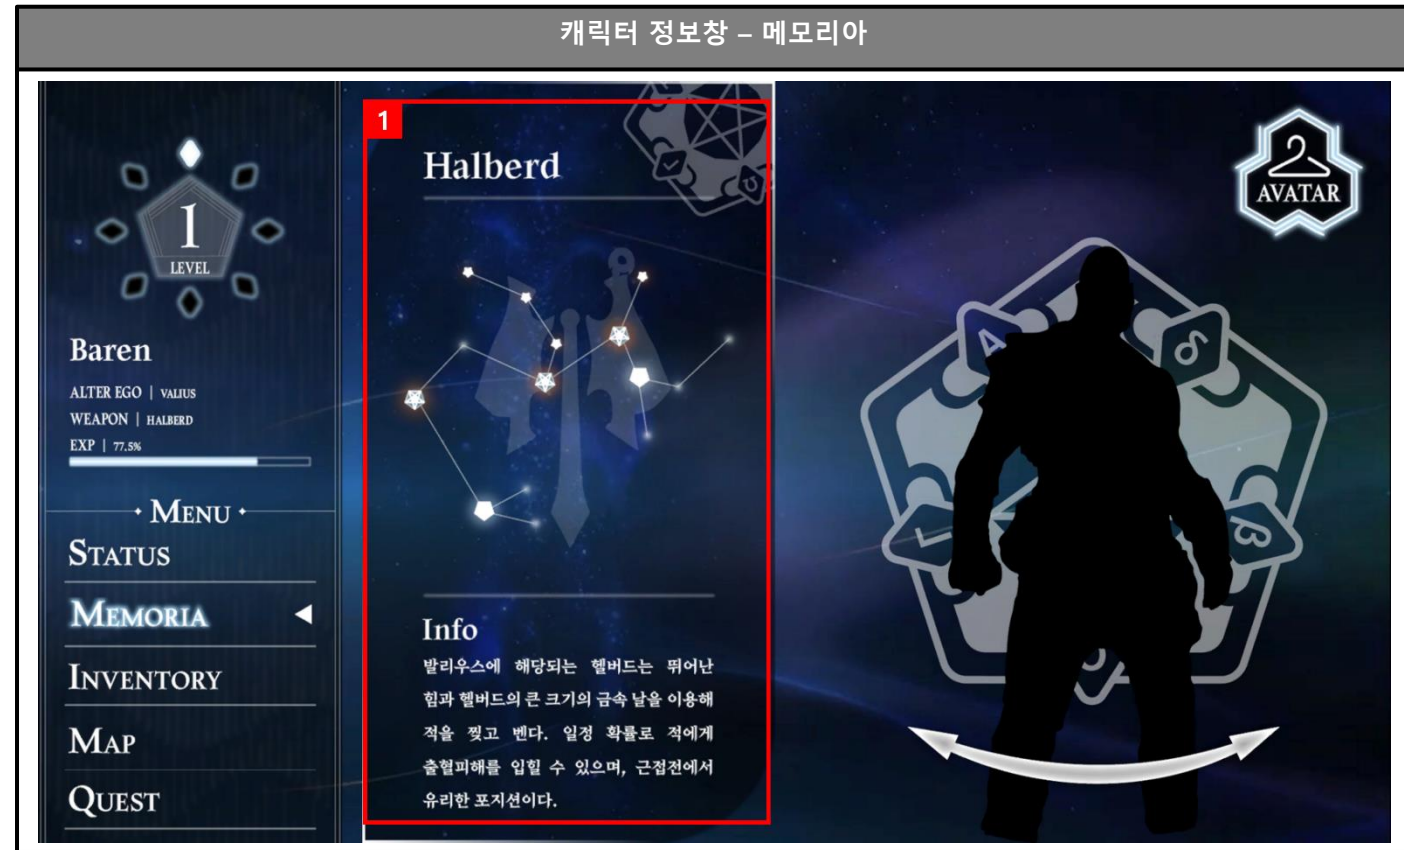 캐릭터 정보창 – 메모리아
1
Halberd
AVATAR
1
LEVEL
Baren
ALTER EGO | VALIUS
WEAPON | HALBERD
EXP | 77.5%
MENU
STATUS
MEMORIA
INVENTORY
MAP
QUEST
Info
발리우스에 해당되는 헬버드는 뛰어난
힘과 헬버드의 큰 크기의 금속 날을 이용해
적을 찢고 벤다. 일정 확률로 적에게
출혈피해를 입힐 수 있으며, 근접전에서
유리한 포지션이다.